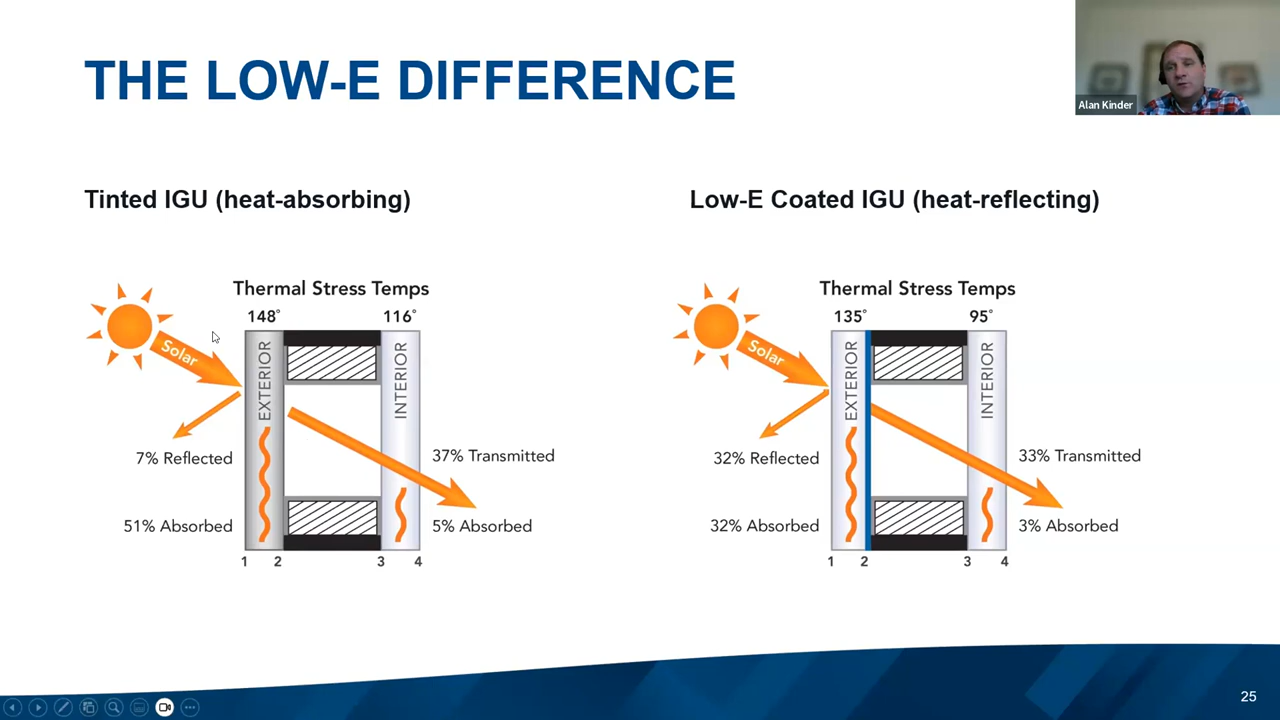 THE LOW-E DIFFERENCE
Alan Kinder
Tinted IGU (heat-absorbing)
Thermal Stress Temps
148°
116°
Solar
EXTERIOR
INTERIOR
7% Reflected
37% Transmitted
51% Absorbed
5% Absorbed
1 2 3 4
Low-E Coated IGU (heat-reflecting)
Thermal Stress Temps
135°
95°
Solar
EXTERIOR
INTERIOR
32% Reflected
33% Transmitted
32% Absorbed
3% Absorbed
1 2 3 4
25